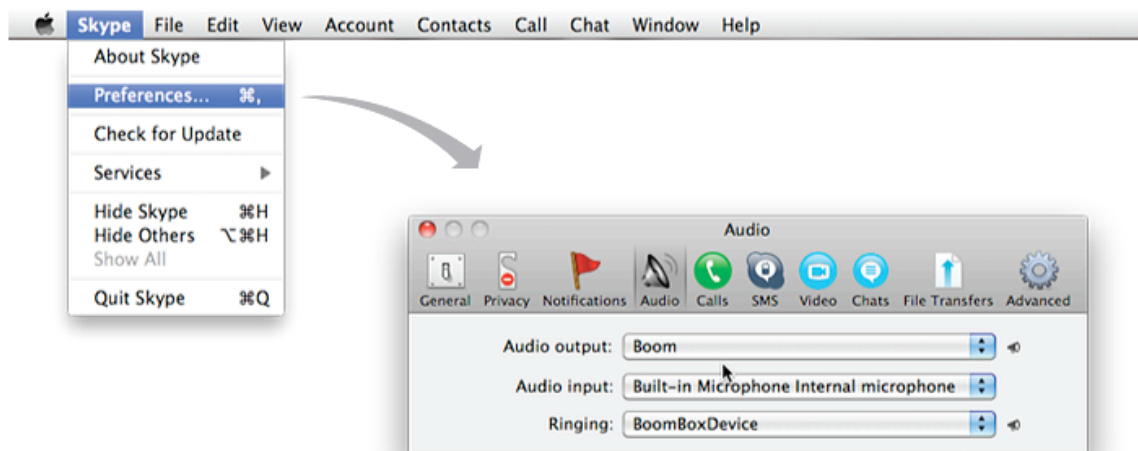 Skype File Edit View Account Contacts Call Chat Window Help
About Skype
Preferences... ⌘,
Check for Update
Services
Hide Skype ⌘H
Hide Others ⌥⌘H
Show All
Quit Skype ⌘Q
Audio
General Privacy Notifications Audio Calls SMS Video Chats File Transfers Advanced
Audio output: Boom
Audio input: Built-in Microphone Internal microphone
Ringing: BoomBoxDevice